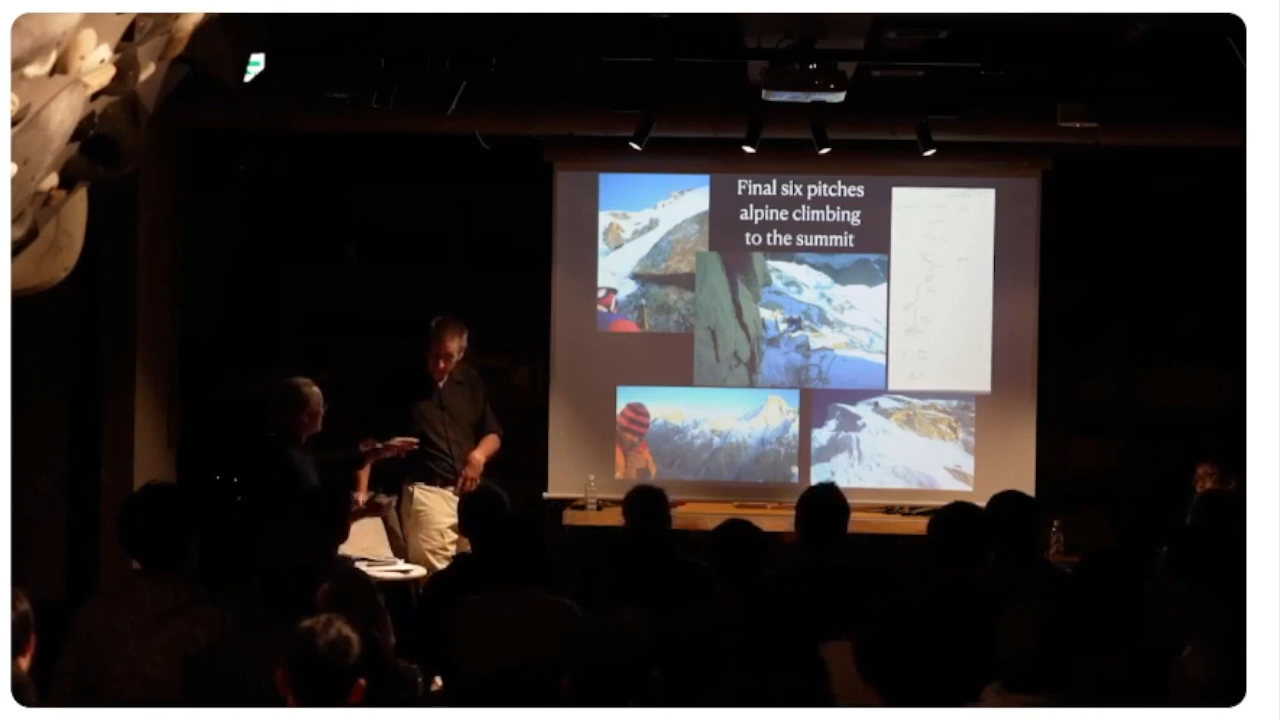 Final six pitches
alpine climbing
to the summit